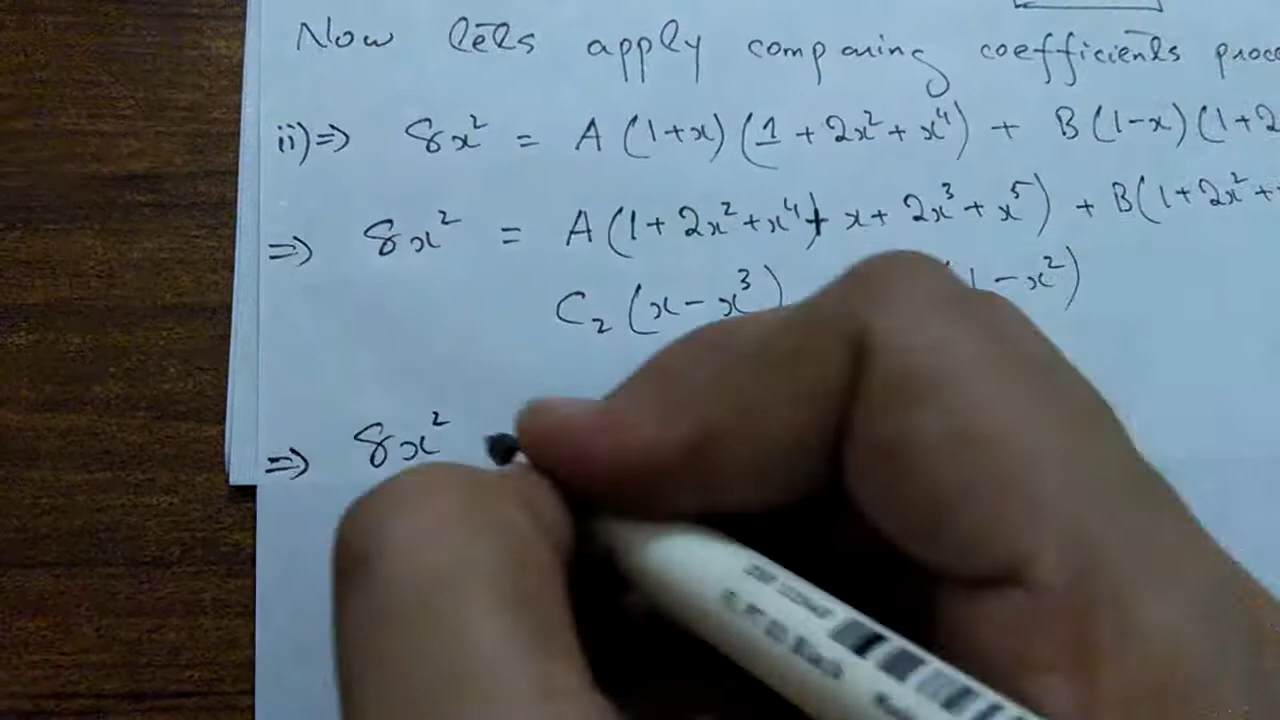 Now lets apply comparing coefficients
ii)⇒ 8x² = A(1+x)(1+2x²+x⁴) + B(1-x)(1+2
⇒ 8x² = A(1+2x²+x⁴+x+2x³+x⁵) + B(1+2x²+
C₂(x-x³) 1-x²)
⇒ 8x²